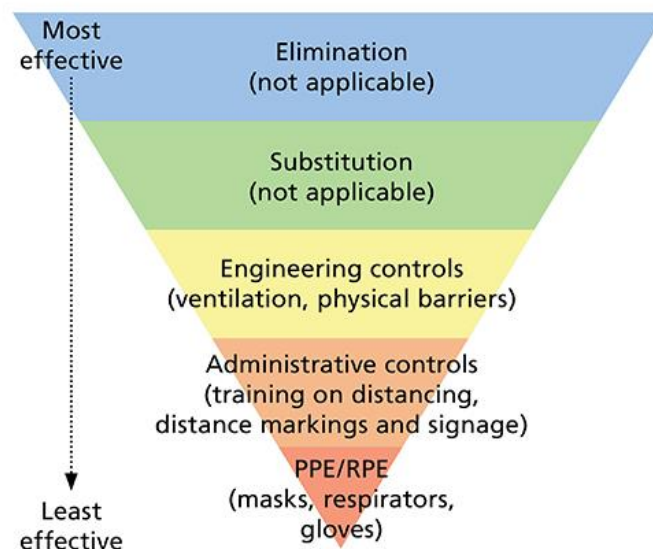 Most
effective
Elimination
(not applicable)
Substitution
(not applicable)
Engineering controls
(ventilation, physical barriers)
Administrative controls
(training on distancing,
distance markings and signage)
PPE/RPE
(masks, respirators,
gloves)
Least
effective